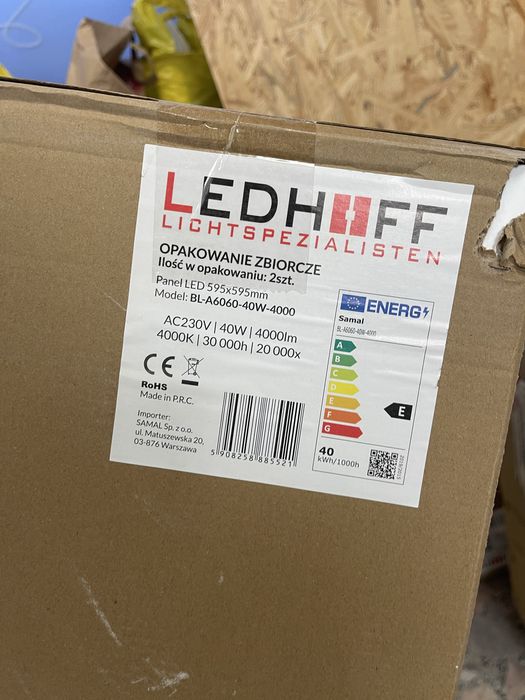 LEDHOFF
LICHTSPEZIALISTEN
OPAKOWANIE ZBIORCZE
Ilość w opakowaniu: 2szt.
Panel LED 595x595mm
Model: BL-A6060-40W-4000
AC230V | 40W | 4000lm
4000K | 30 000h | 20 000x
CE
RoHS
Made in P.R.C.
Importer:
SAMAL Sp. z o.o.
ul. Matuszewska 20,
03-876 Warszawa
5 908258 885521
ENERG
Samal
BL-A6060-40W-4000
A
B
C
D
E
F
G
E
40
kWh/1000h
2019/2015